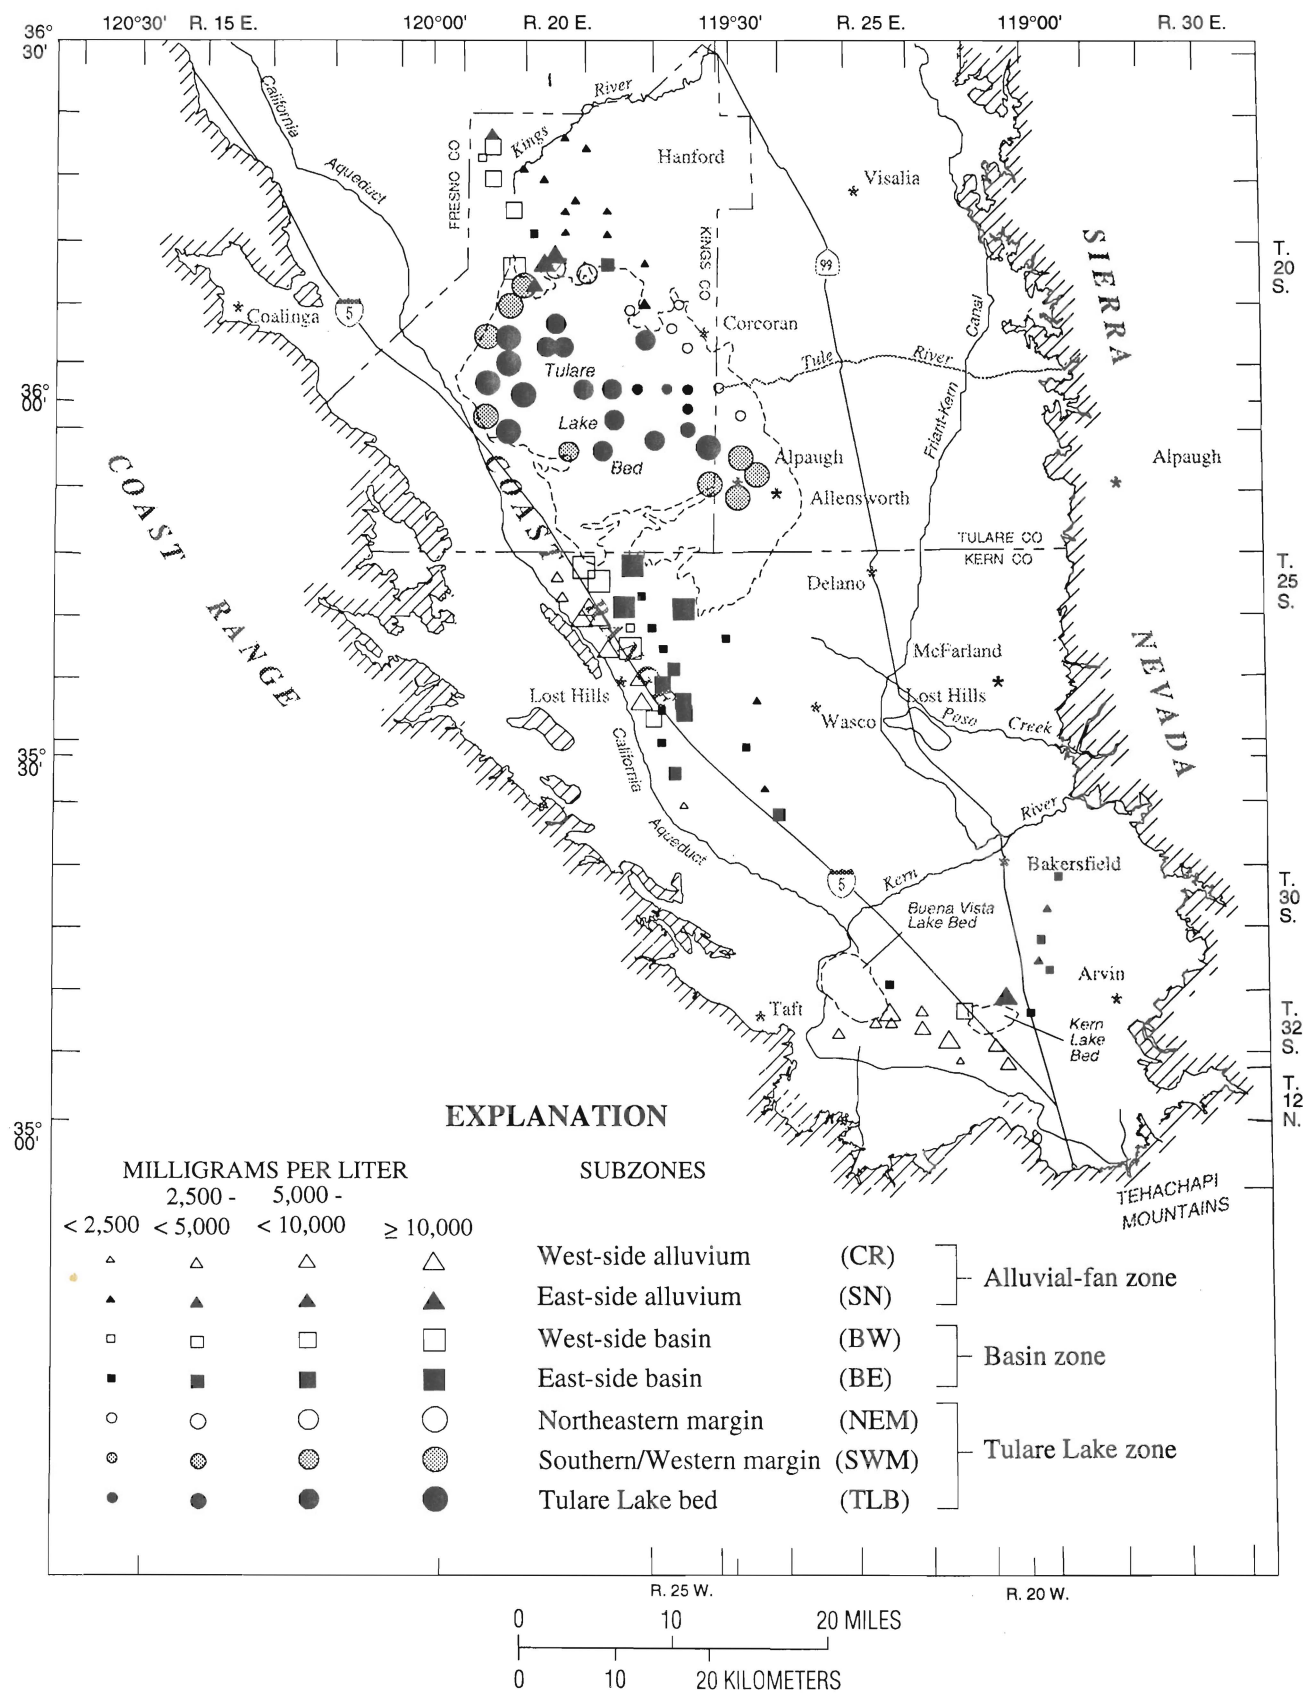 120°30' R. 15 E. 120°00' R. 20 E. 119°30' R. 25 E. 119°00' R. 30 E.
36°
30'
California
Aqueduct
River
Kings
FRESNO CO
Hanford
Visalia
KINGS CO
99
T.
20
S.
SIERRA
Coalinga
5
Corcoran
Canal
Tule River
Tulare
36°
00'
Lake
Friant-Kern
Bed
Alpaugh
Alpaugh
Allensworth
COAST
COAST
TULARE CO
KERN CO
T.
25
S.
Delano
RANGE
McFarland
NEVADA
Lost Hills
Lost Hills
Wasco
Poso Creek
35°
30'
California
Aqueduct
River
Kern
5
Bakersfield
T.
30
S.
Buena Vista
Lake Bed
Arvin
Taft
Kern
Lake
Bed
T.
32
S.
T.
12
N.
35°
00'
TEHACHAPI
MOUNTAINS
EXPLANATION
MILLIGRAMS PER LITER SUBZONES
2,500 - 5,000 -
< 2,500 < 5,000 < 10,000 ≥ 10,000
West-side alluvium (CR)
East-side alluvium (SN)
Alluvial-fan zone
West-side basin (BW)
East-side basin (BE)
Basin zone
Northeastern margin (NEM)
Southern/Western margin (SWM)
Tulare Lake bed (TLB)
Tulare Lake zone
R. 25 W. R. 20 W.
0 10 20 MILES
0 10 20 KILOMETERS